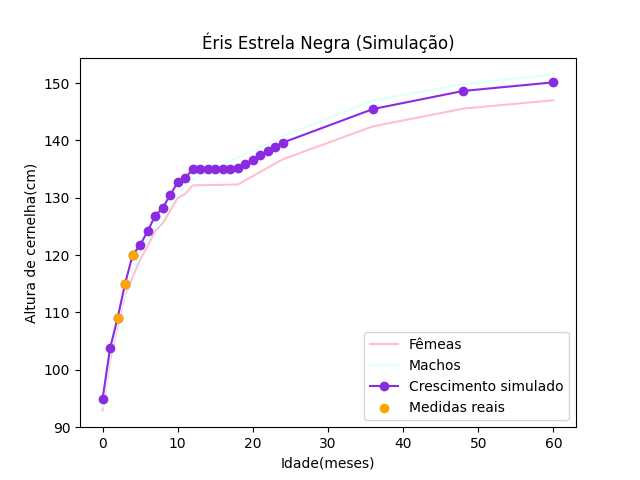 Éris Estrela Negra (Simulação)
Altura de cernelha(cm)
150
140
130
120
110
100
90
Fêmeas
Machos
Crescimento simulado
Medidas reais
0 10 20 30 40 50 60
Idade(meses)